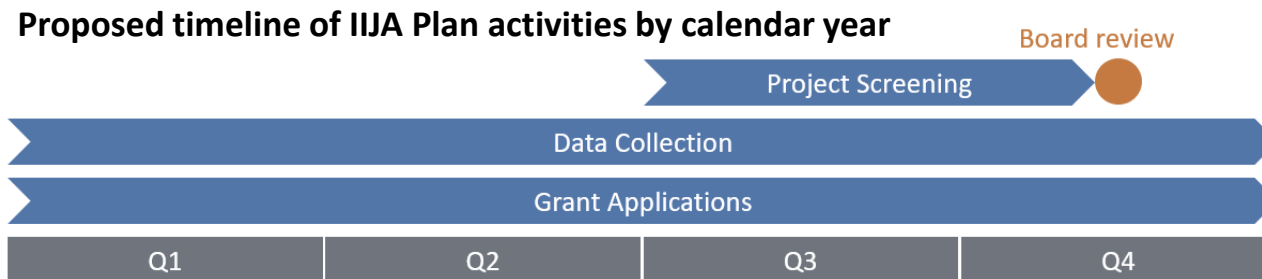 Proposed timeline of IIJA Plan activities by calendar year
Board review
Project Screening
Data Collection
Grant Applications
Q1 Q2 Q3 Q4